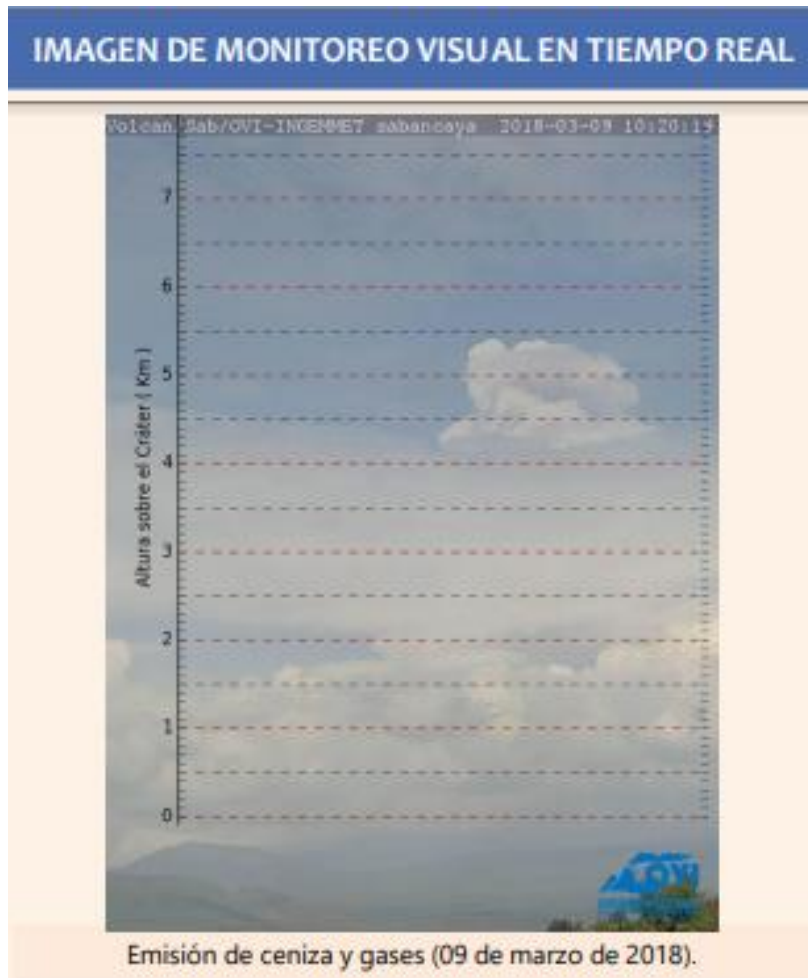 IMAGEN DE MONITOREO VISUAL EN TIEMPO REAL
Volcan Sab/OVI-INGEMMET sabancaya 2018-03-09 10:20:19
7
6
5
4
3
2
1
0
Altura sobre el Cráter ( Km )
OVI
Emisión de ceniza y gases (09 de marzo de 2018).